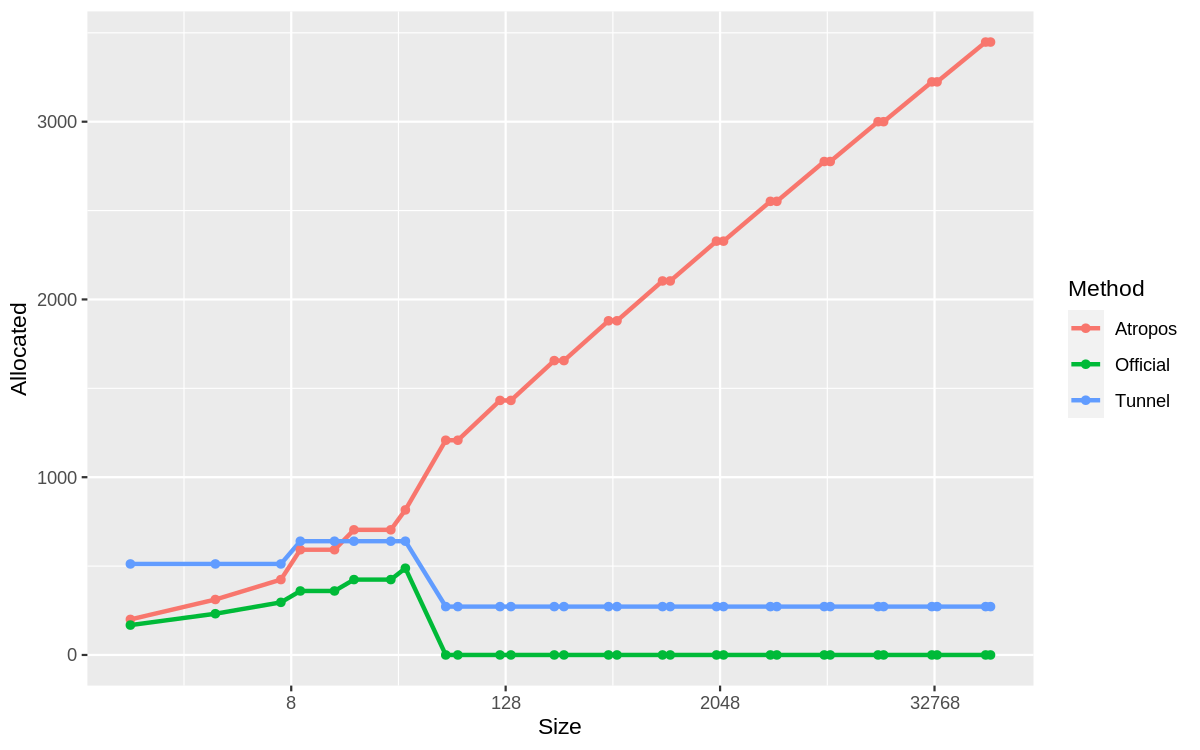 Allocated
3000
2000
1000
0
8
128
2048
32768
Size
Method
Atropos
Official
Tunnel